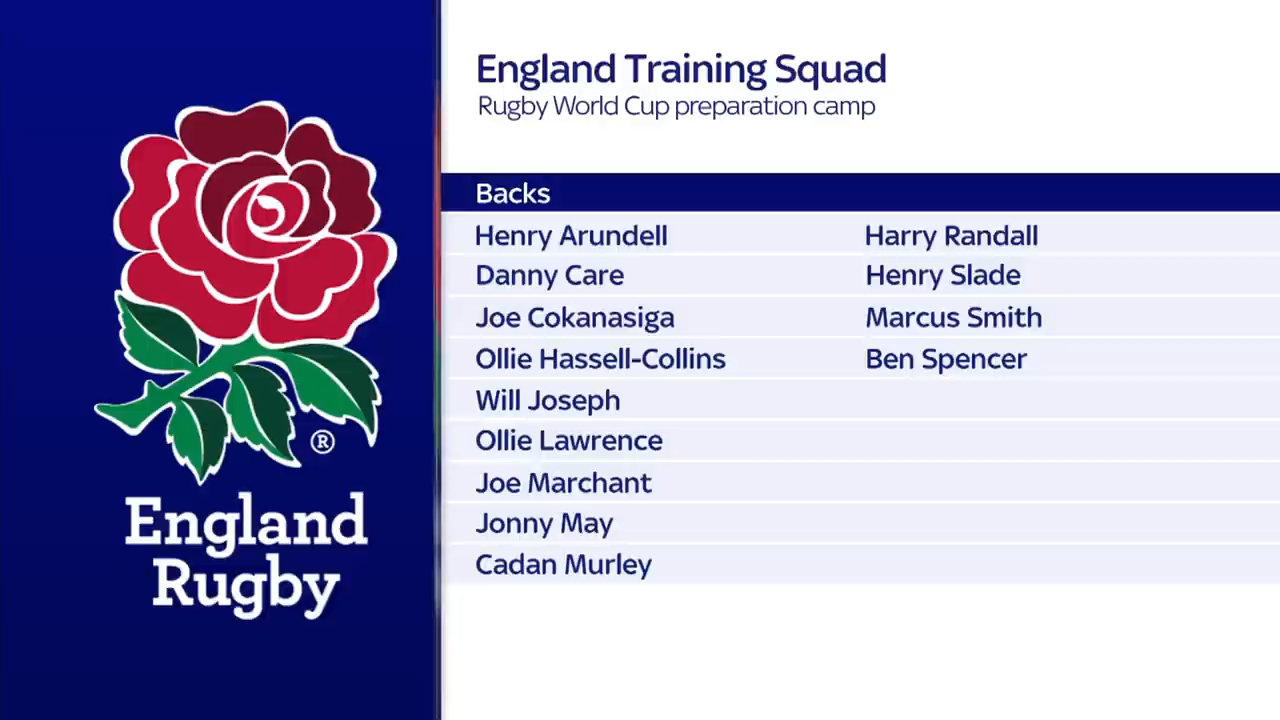 England Training Squad
Rugby World Cup preparation camp
Backs
Henry Arundell
Danny Care
Joe Cokanasiga
Ollie Hassell-Collins
Will Joseph
Ollie Lawrence
Joe Marchant
Jonny May
Cadan Murley
Harry Randall
Henry Slade
Marcus Smith
Ben Spencer
®
England
Rugby